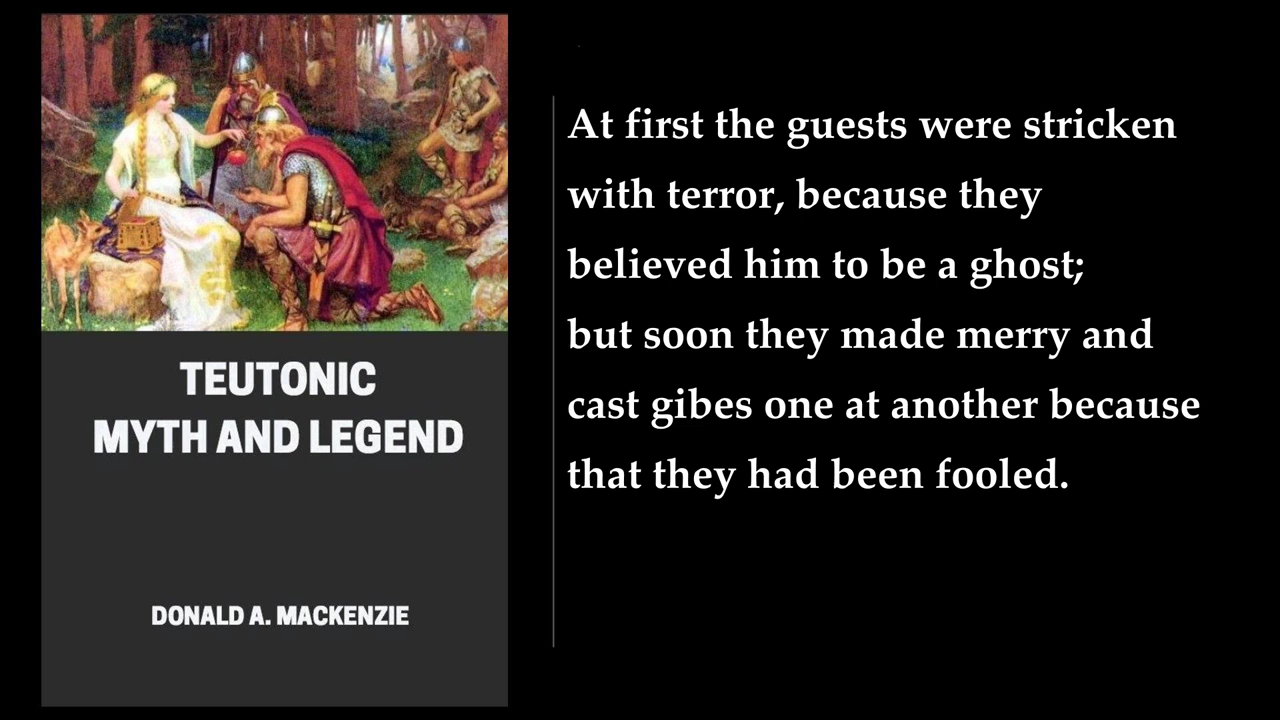 TEUTONIC
MYTH AND LEGEND
DONALD A. MACKENZIE
At first the guests were stricken
with terror, because they
believed him to be a ghost;
but soon they made merry and
cast gibes one at another because
that they had been fooled.